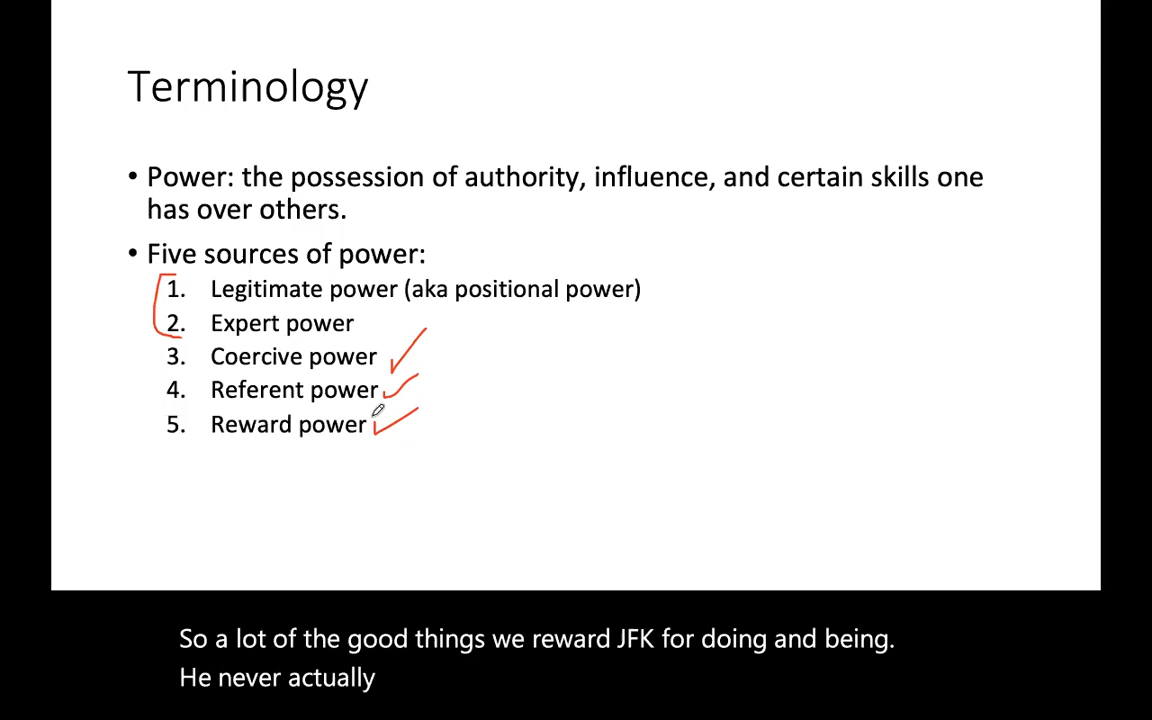 Terminology
• Power: the possession of authority, influence, and certain skills one
has over others.
• Five sources of power:
1. Legitimate power (aka positional power)
2. Expert power
3. Coercive power
4. Referent power
5. Reward power
So a lot of the good things we reward JFK for doing and being.
He never actually